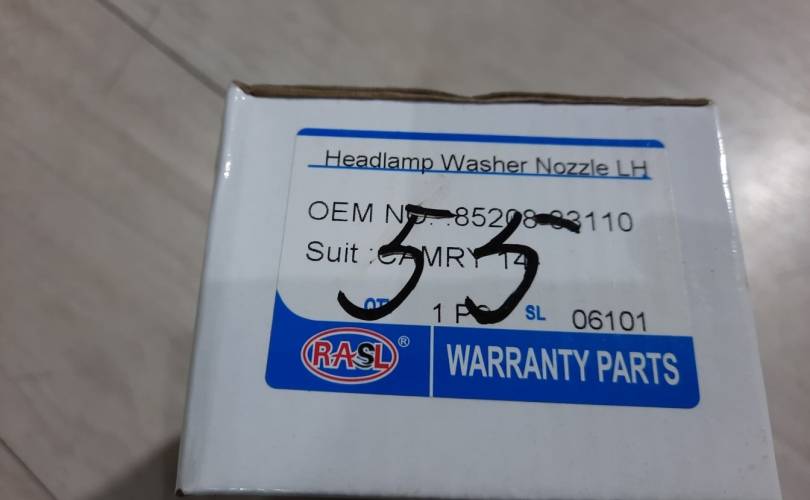 Headlamp Washer Nozzle LH
OEM NO. :85208-33110
Suit :CAMRY 14
55
QTY 1 PC SL 06101
RASL® WARRANTY PARTS